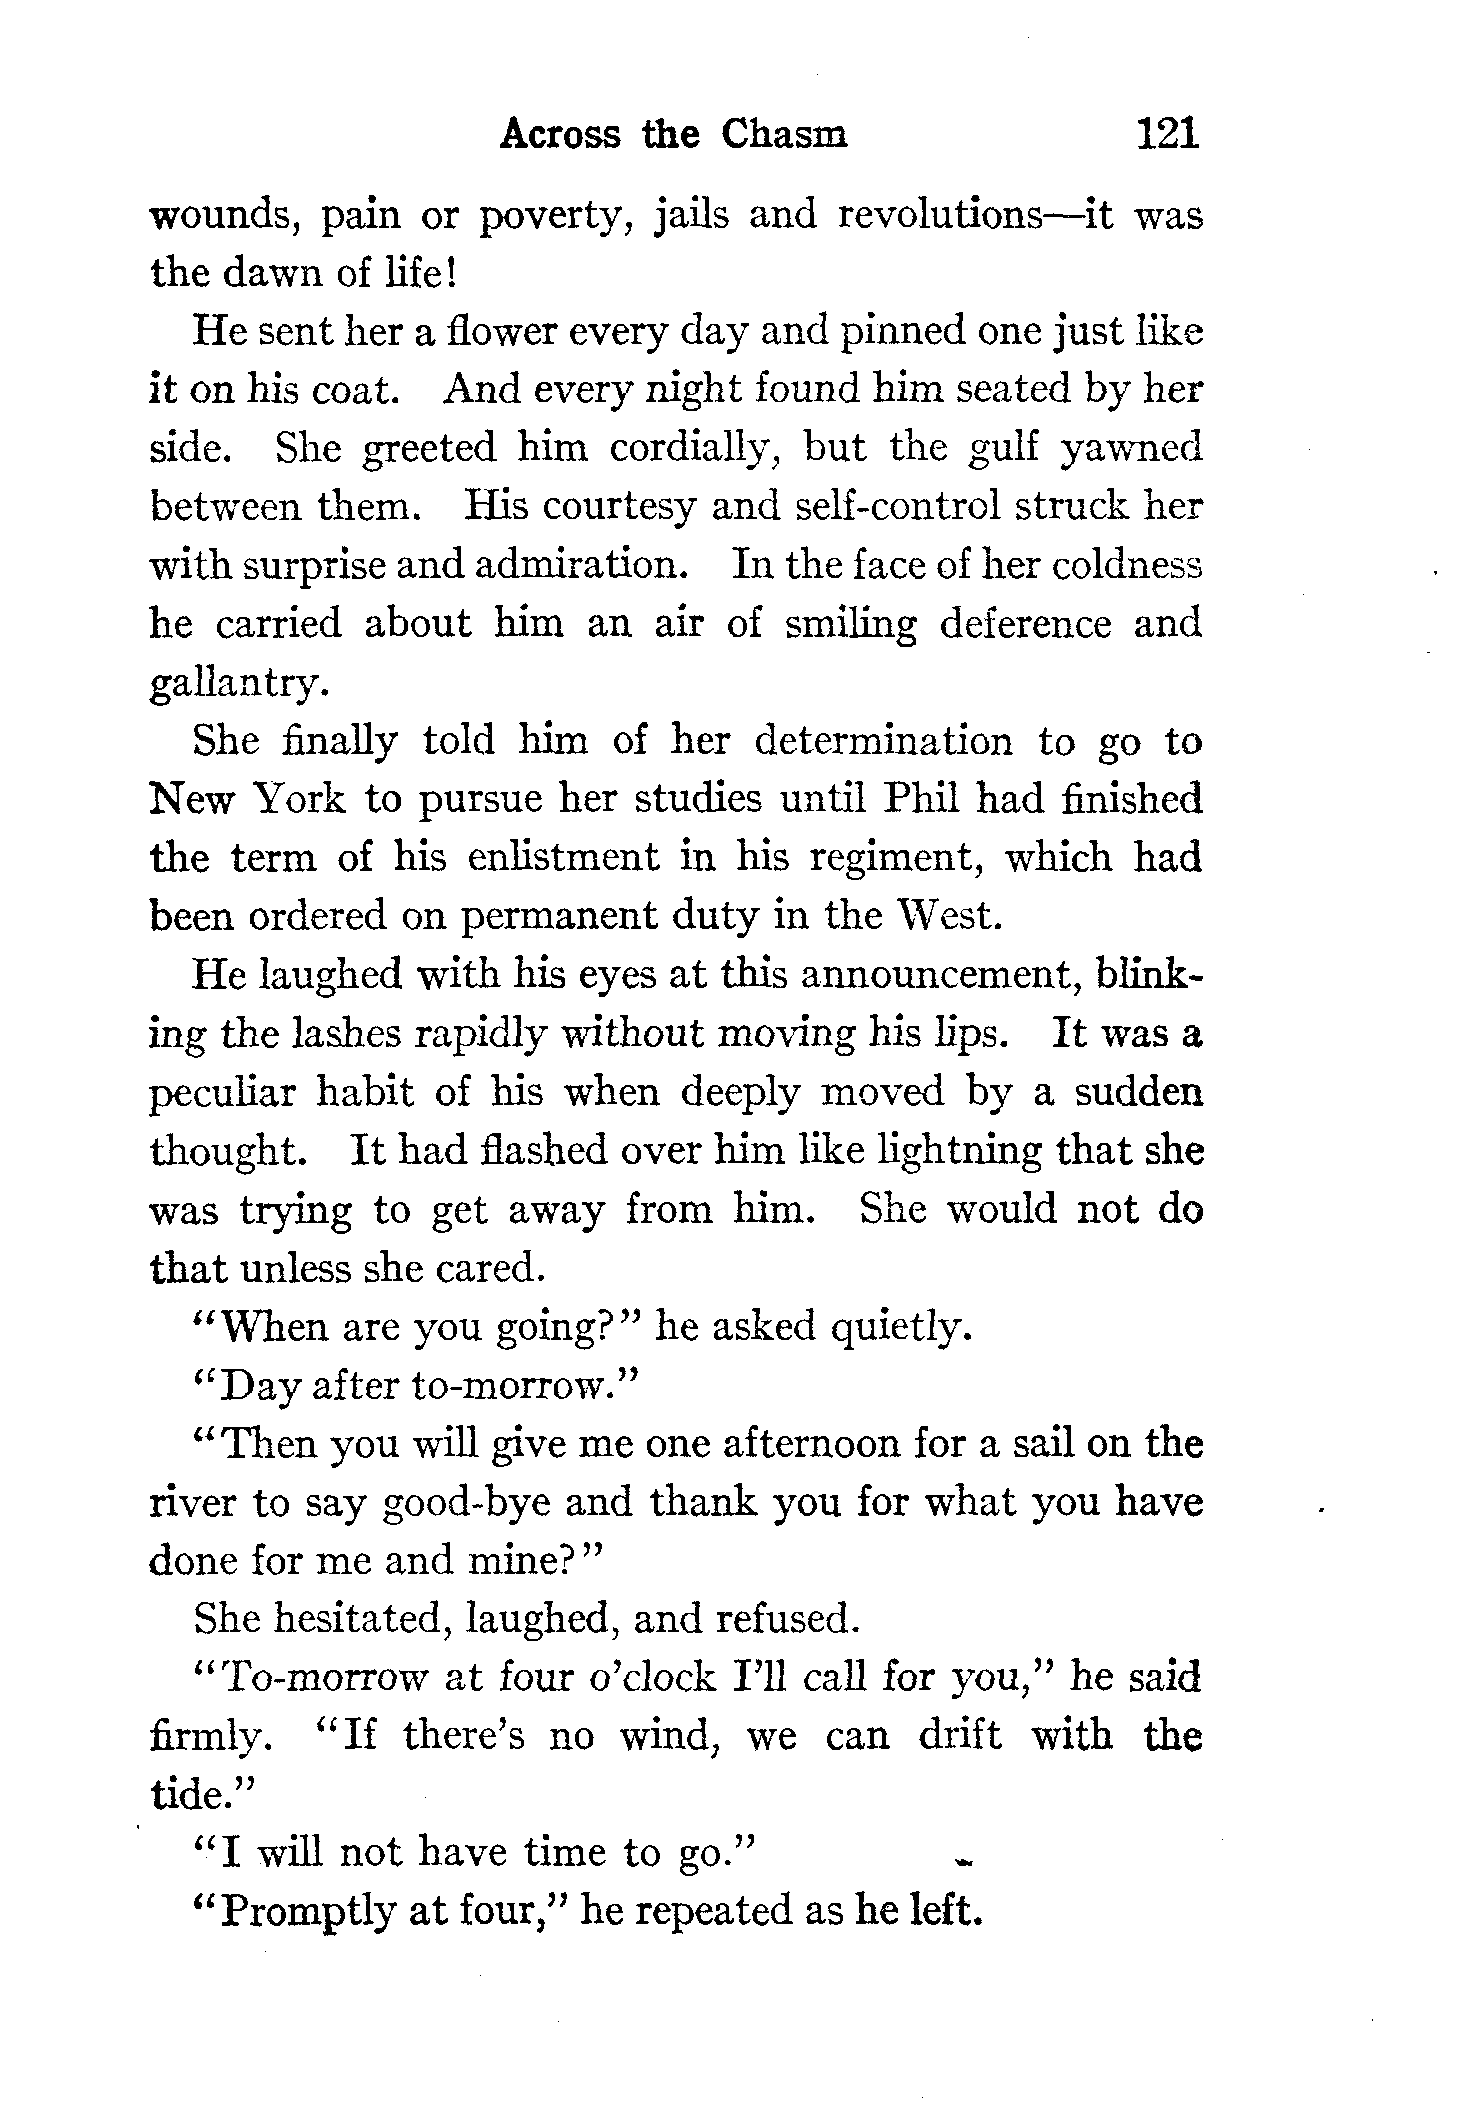 Across the Chasm 121
wounds, pain or poverty, jails and revolutions—it was
the dawn of life!
He sent her a flower every day and pinned one just like
it on his coat. And every night found him seated by her
side. She greeted him cordially, but the gulf yawned
between them. His courtesy and self-control struck her
with surprise and admiration. In the face of her coldness
he carried about him an air of smiling deference and
gallantry.
She finally told him of her determination to go to
New York to pursue her studies until Phil had finished
the term of his enlistment in his regiment, which had
been ordered on permanent duty in the West.
He laughed with his eyes at this announcement, blink-
ing the lashes rapidly without moving his lips. It was a
peculiar habit of his when deeply moved by a sudden
thought. It had flashed over him like lightning that she
was trying to get away from him. She would not do
that unless she cared.
“When are you going?” he asked quietly.
“Day after to-morrow.”
“Then you will give me one afternoon for a sail on the
river to say good-bye and thank you for what you have
done for me and mine?”
She hesitated, laughed, and refused.
“To-morrow at four o’clock I’ll call for you,” he said
firmly. “If there’s no wind, we can drift with the
tide.”
“I will not have time to go.”
“Promptly at four,” he repeated as he left.